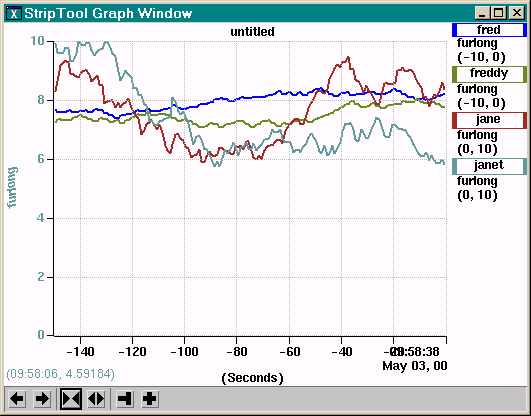 X StripTool Graph Window
untitled
fred
furlong
(-10, 0)
freddy
furlong
(-10, 0)
jane
furlong
(0, 10)
janet
furlong
(0, 10)
10
8
6
4
2
0
furlong
-140 -120 -100 -80 -60 -40 09:58:38
May 03, 00
(09:58:06, 4.59184)
(Seconds)